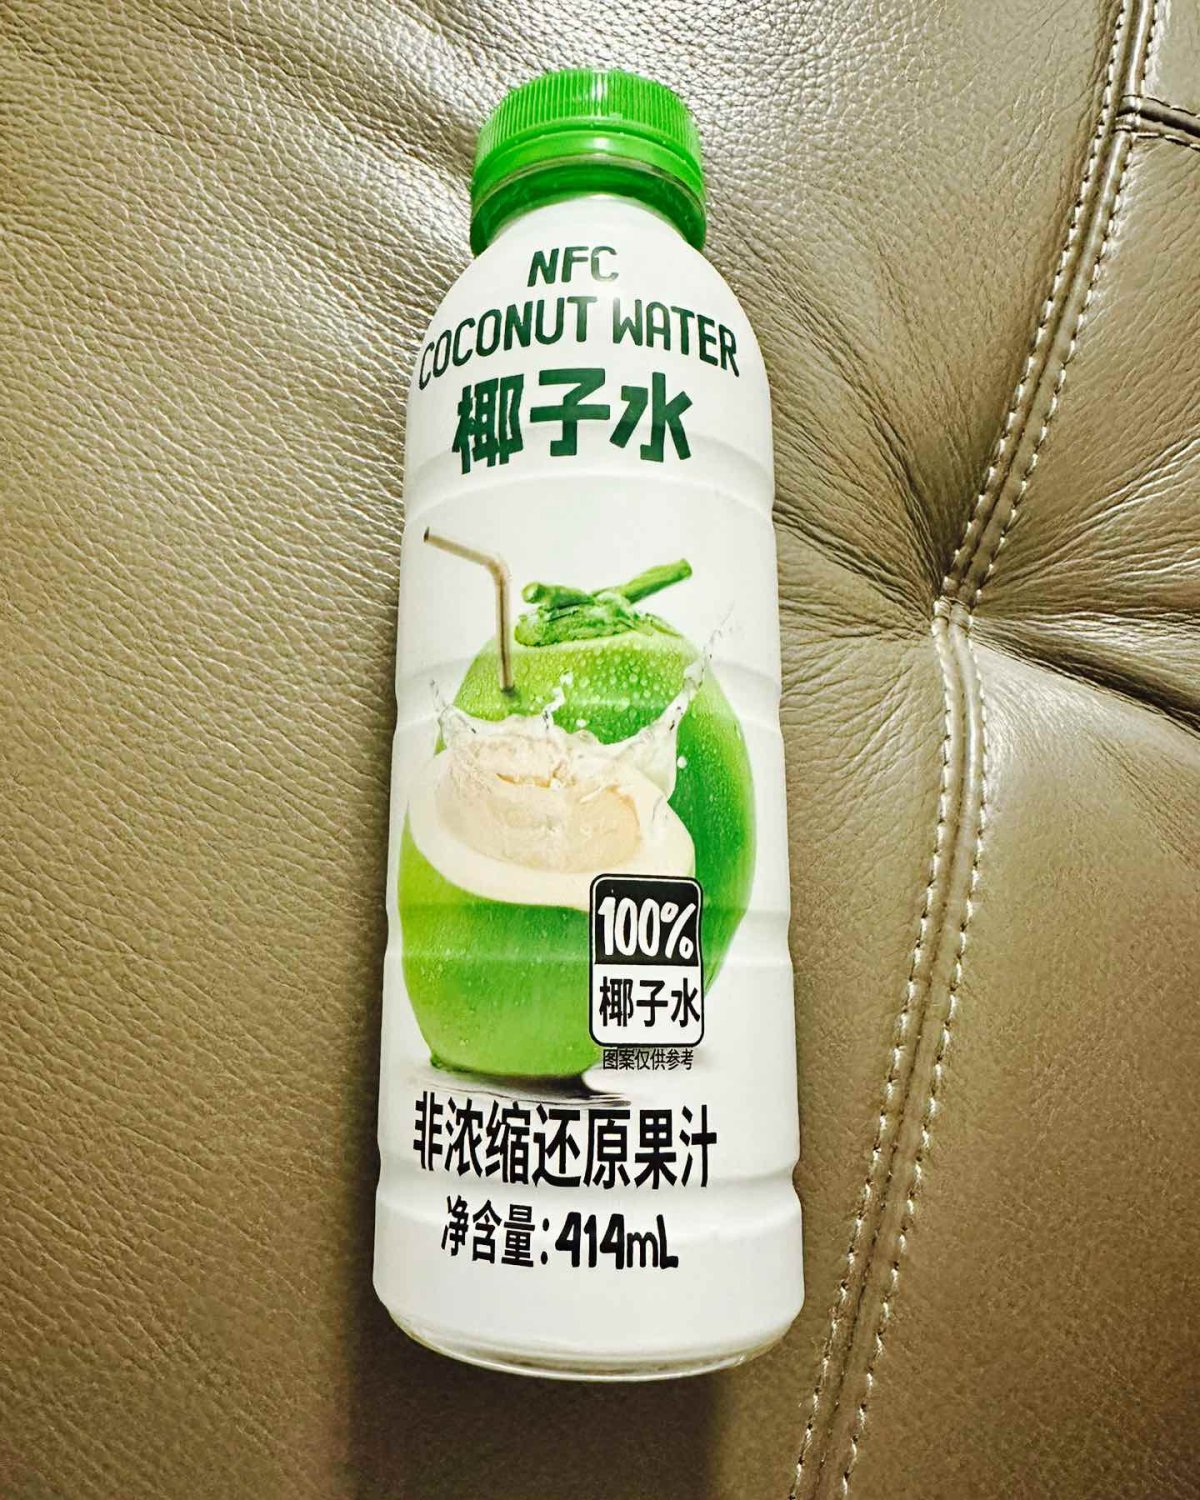 NFC
COCONUT WATER
椰子水
100%
椰子水
图案仅供参考
非浓缩还原果汁
净含量:414mL